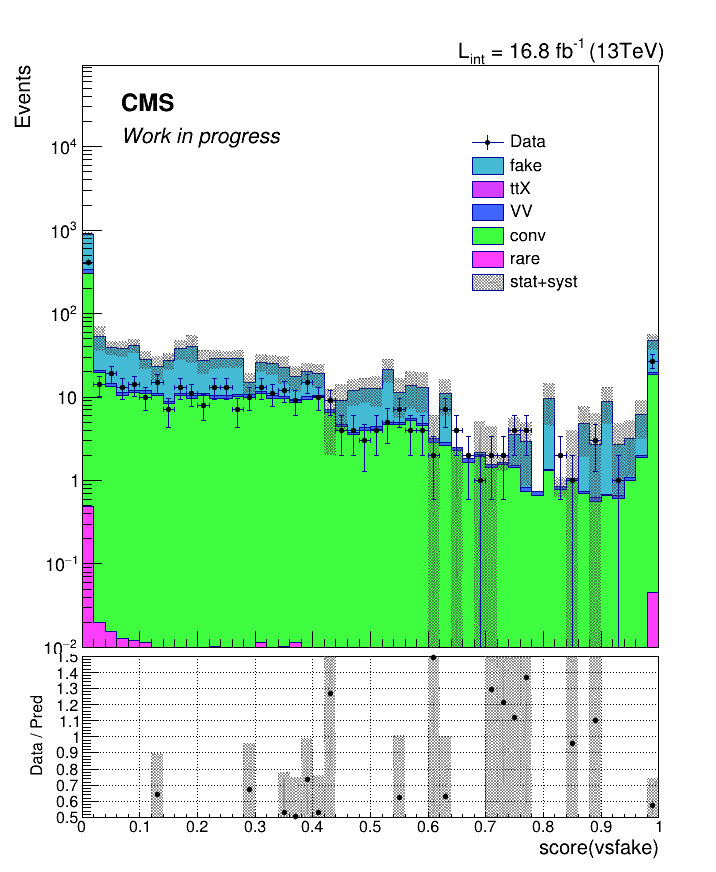 L_int = 16.8 fb^-1 (13TeV)
Events
CMS
Work in progress
Data
fake
ttX
VV
conv
rare
stat+syst
10^4
10^3
10^2
10
1
10^-1
10^-2
Data / Pred
1.5
1.4
1.3
1.2
1.1
1
0.9
0.8
0.7
0.6
0.5
0 0.1 0.2 0.3 0.4 0.5 0.6 0.7 0.8 0.9 1
score(vsfake)